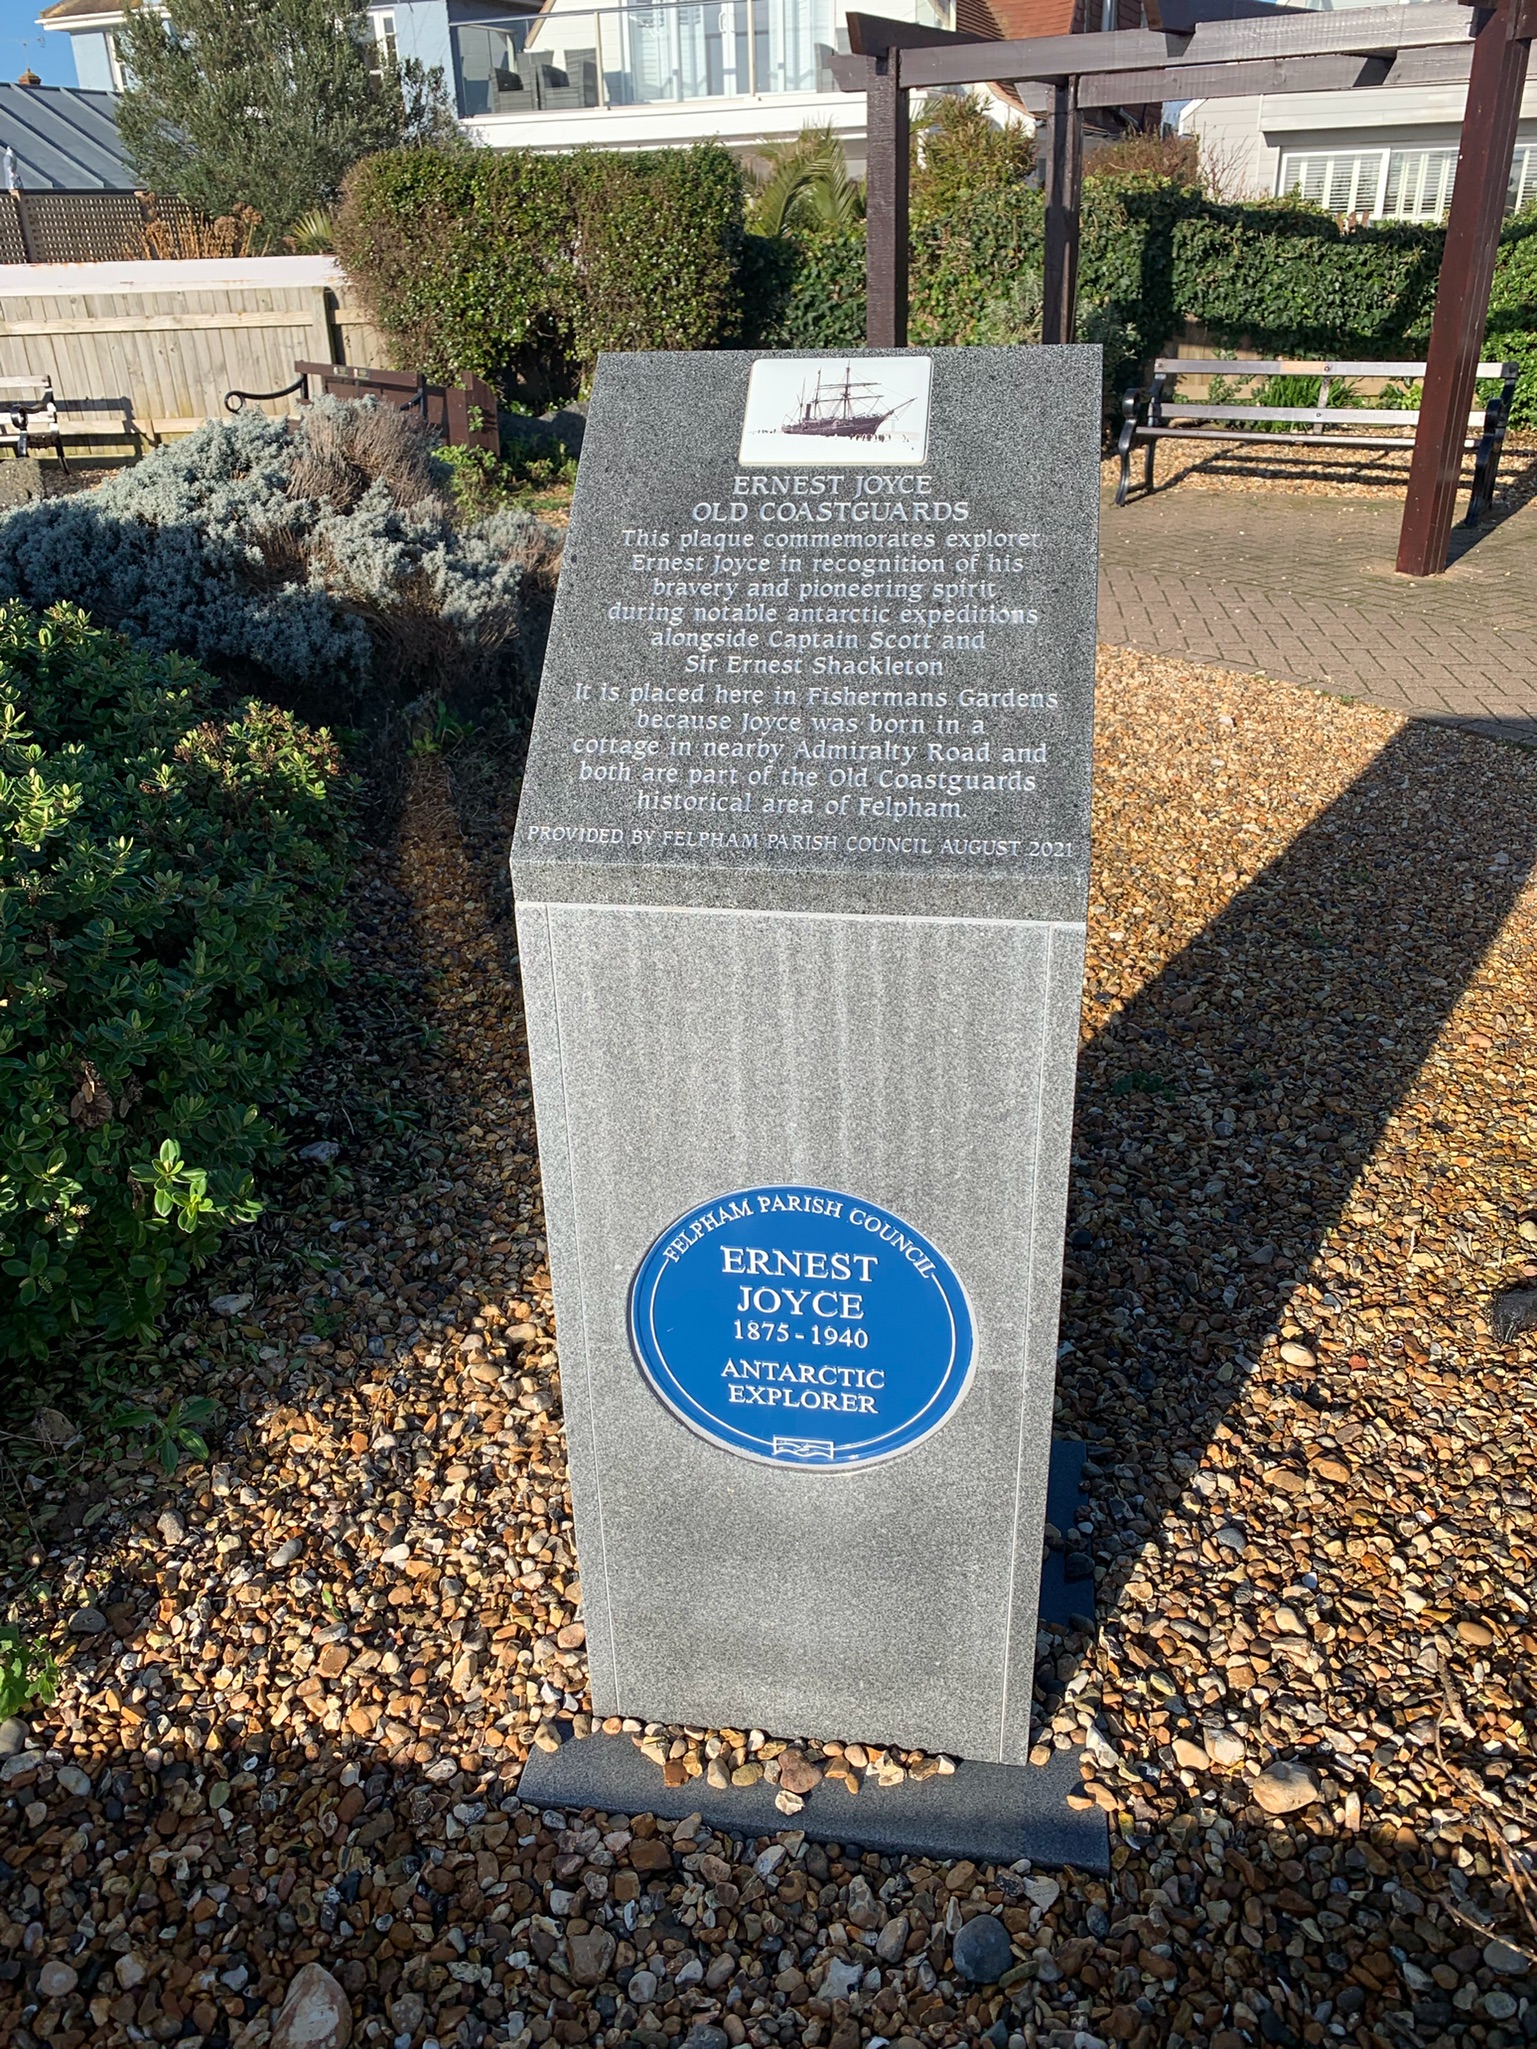 ERNEST JOYCE
OLD COASTGUARDS
This plaque commemorates explorer
Ernest Joyce in recognition of his
bravery and pioneering spirit
during notable antarctic expeditions
alongside Captain Scott and
Sir Ernest Shackleton
It is placed here in Fishermans Gardens
because Joyce was born in a
cottage in nearby Admiralty Road and
both are part of the Old Coastguards
historical area of Felpham.
PROVIDED BY FELPHAM PARISH COUNCIL AUGUST 2021
FELPHAM PARISH COUNCIL
ERNEST
JOYCE
1875-1940
ANTARCTIC
EXPLORER